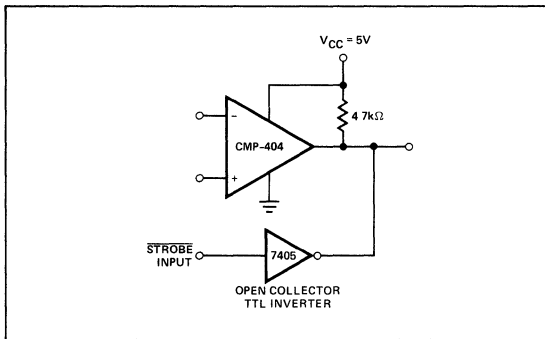 V_CC = 5V
4 7kΩ
−
CMP-404
+
STROBE
INPUT
7405
OPEN COLLECTOR
TTL INVERTER